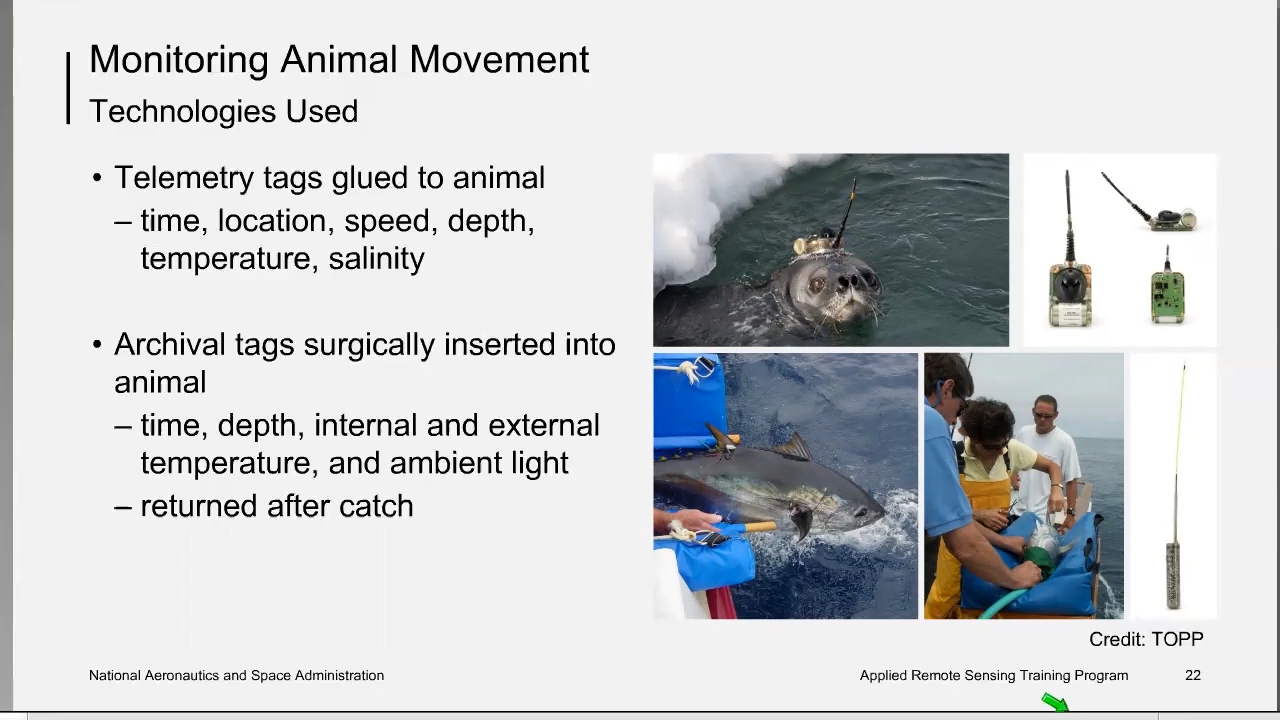 Monitoring Animal Movement
Technologies Used
• Telemetry tags glued to animal
– time, location, speed, depth,
temperature, salinity
• Archival tags surgically inserted into
animal
– time, depth, internal and external
temperature, and ambient light
– returned after catch
Credit: TOPP
National Aeronautics and Space Administration
Applied Remote Sensing Training Program
22